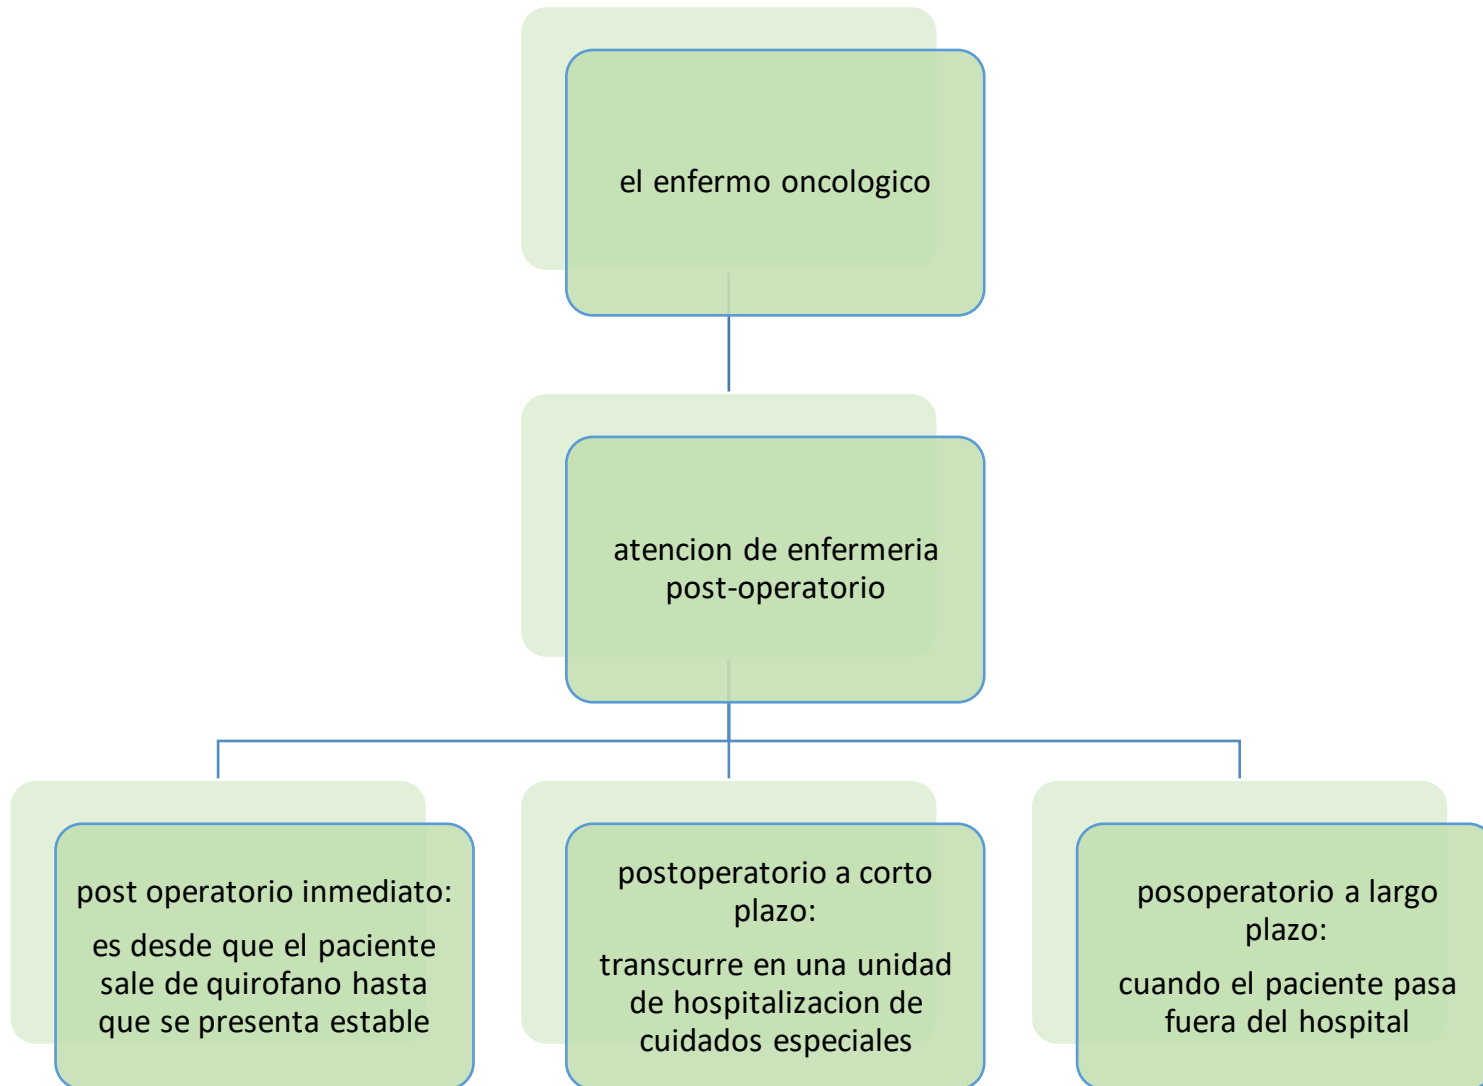 el enfermo oncologico
atencion de enfermeria
post-operatorio
post operatorio inmediato:
es desde que el paciente
sale de quirofano hasta
que se presenta estable
postoperatorio a corto
plazo:
transcurre en una unidad
de hospitalizacion de
cuidados especiales
posoperatorio a largo
plazo:
cuando el paciente pasa
fuera del hospital